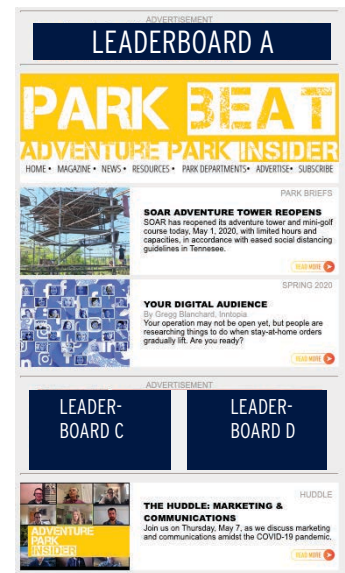 ADVERTISEMENT
LEADERBOARD A
PARK BEAT
ADVENTURE PARK INSIDER
HOME • MAGAZINE • NEWS • RESOURCES • PARK DEPARTMENTS • ADVERTISE • SUBSCRIBE
PARK BRIEFS
SOAR ADVENTURE TOWER REOPENS
SOAR has reopened its adventure tower and mini-golf
course today, May 1, 2020, with limited hours and
capacities, in accordance with eased social distancing
guidelines in Tennesee.
READ MORE
SPRING 2020
YOUR DIGITAL AUDIENCE
By Gregg Blanchard, Inntopia
Your operation may not be open yet, but people are
researching things to do when stay-at-home orders
gradually lift. Are you ready?
READ MORE
ADVERTISEMENT
LEADER-
BOARD C
LEADER-
BOARD D
HUDDLE
THE HUDDLE: MARKETING &
COMMUNICATIONS
Join us on Thursday, May 7, as we discuss marketing
and communications amidst the COVID-19 pandemic.
ADVENTURE
PARK
INSIDER
READ MORE